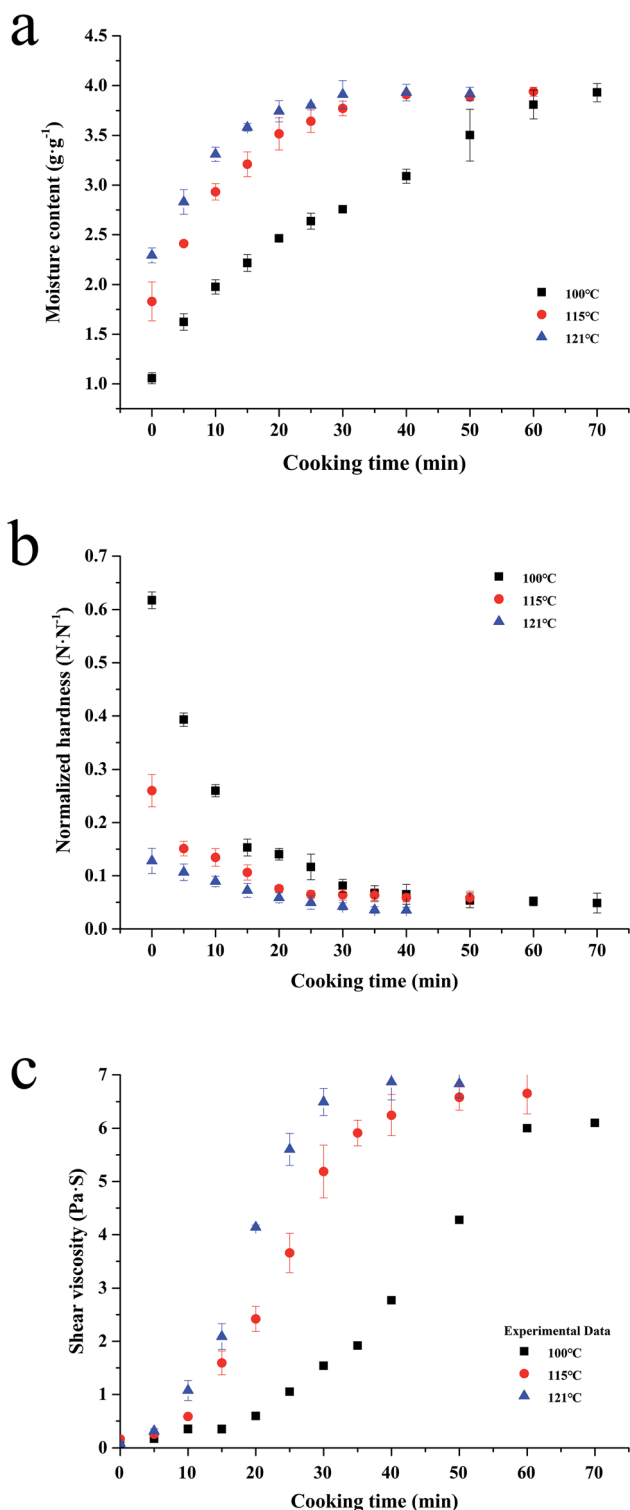 a
4.5
4.0
3.5
3.0
2.5
2.0
1.5
1.0
Moisture content (g·g⁻¹)
100℃
115℃
121℃
0 10 20 30 40 50 60 70
Cooking time (min)
b
0.7
0.6
0.5
0.4
0.3
0.2
0.1
0.0
Normalized hardness (N·N⁻¹)
100℃
115℃
121℃
0 10 20 30 40 50 60 70
Cooking time (min)
c
7
6
5
4
3
2
1
0
Shear viscosity (Pa·S)
Experimental Data
100℃
115℃
121℃
0 10 20 30 40 50 60 70
Cooking time (min)